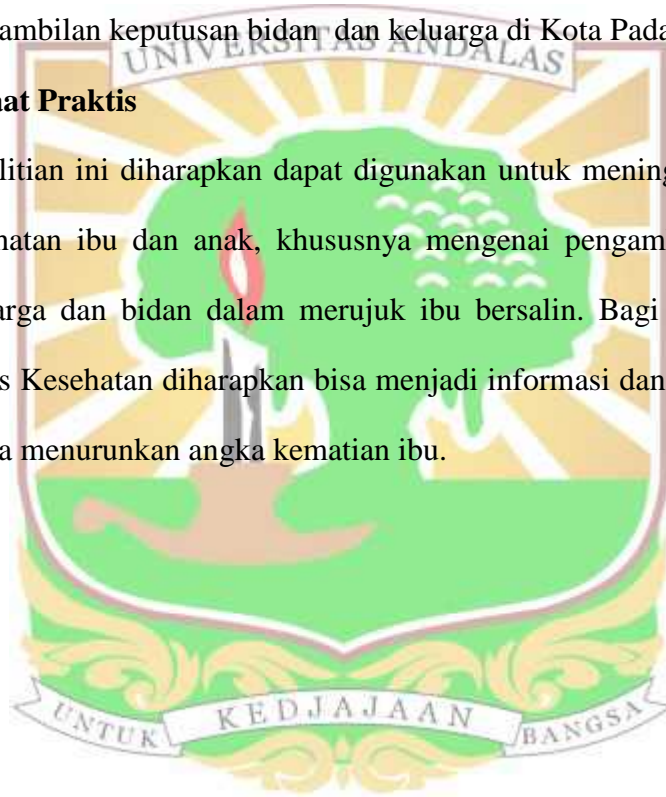 ambilan keputusan bidan dan keluarga di Kota Pada
UNIVERSITAS ANDALAS
at Praktis
litian ini diharapkan dapat digunakan untuk mening
hatan ibu dan anak, khususnya mengenai pengam
arga dan bidan dalam merujuk ibu bersalin. Bagi
s Kesehatan diharapkan bisa menjadi informasi dan
a menurunkan angka kematian ibu.
UNTUK KEDJAJAAN BANGSA